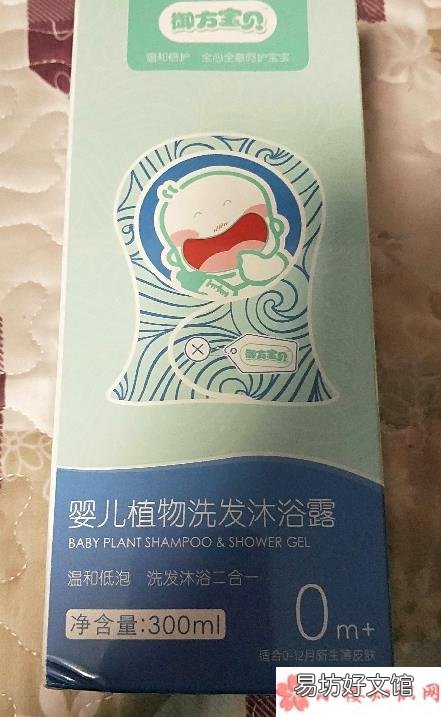 御方宝贝
温和倍护 全心全意呵护宝宝
御方宝贝
婴儿植物洗发沐浴露
BABY PLANT SHAMPOO & SHOWER GEL
温和低泡 洗发沐浴二合一
净含量:300ml
0m+
适合0-12月新生薄皮肤
易坊好文馆